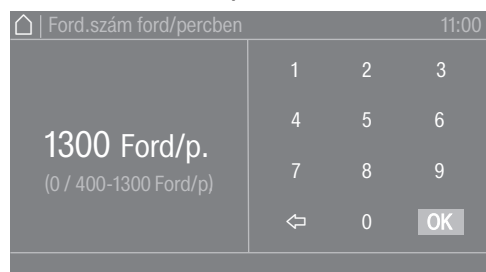 Ford.szám ford/percben 11:00
1 2 3
4 5 6
1300 Ford/p.
(0 / 400-1300 Ford/p)
7 8 9
0 OK